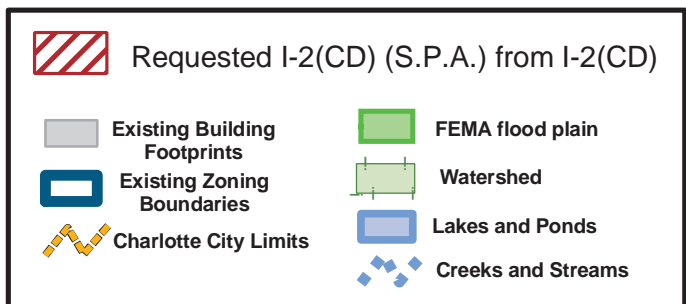 Requested I-2(CD) (S.P.A.) from I-2(CD)
Existing Building
Footprints
Existing Zoning
Boundaries
Charlotte City Limits
FEMA flood plain
Watershed
Lakes and Ponds
Creeks and Streams